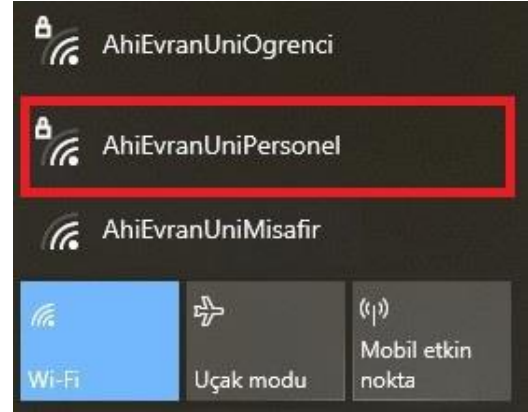 AhiEvranUniOgrenci
AhiEvranUniPersonel
AhiEvranUniMisafir
Wi-Fi
Uçak modu
Mobil etkin
nokta